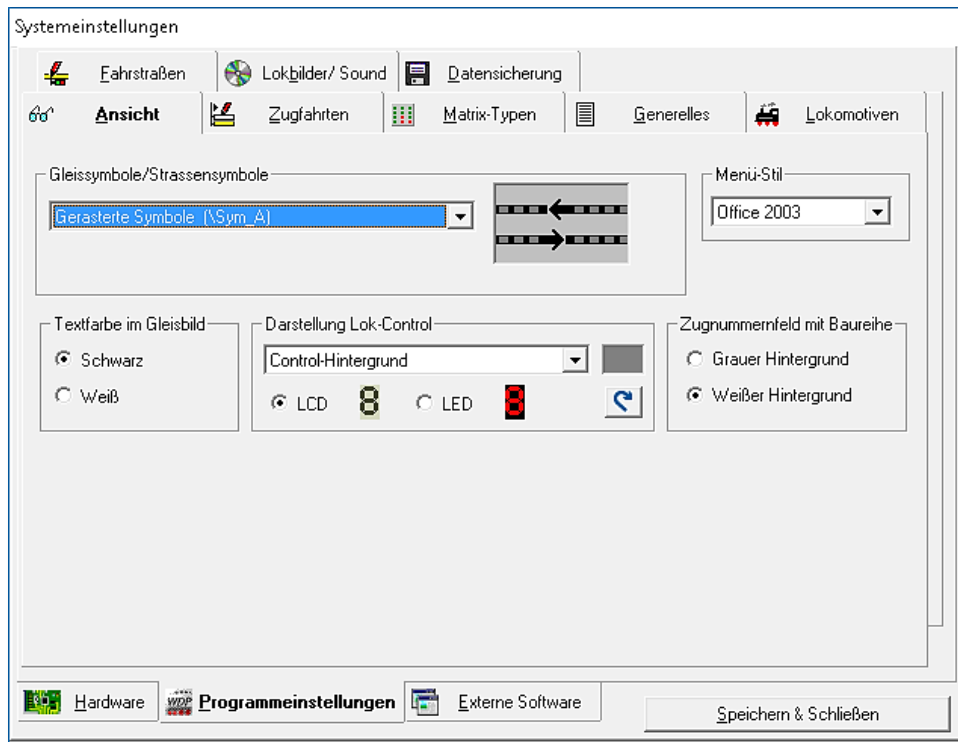 Systemeinstellungen
Fahrstraßen Lokbilder/ Sound Datensicherung
Ansicht Zugfahrten Matrix-Typen Generelles Lokomotiven
Gleissymbole/Strassensymbole Menü-Stil
Gerasterte Symbole (\Sym_A) Office 2003
Textfarbe im Gleisbild Darstellung Lok-Control Zugnummernfeld mit Baureihe
Schwarz Control-Hintergrund Grauer Hintergrund
Weiß LCD 8 LED 8 Weißer Hintergrund
Hardware WDP Programmeinstellungen Externe Software
Speichern & Schließen